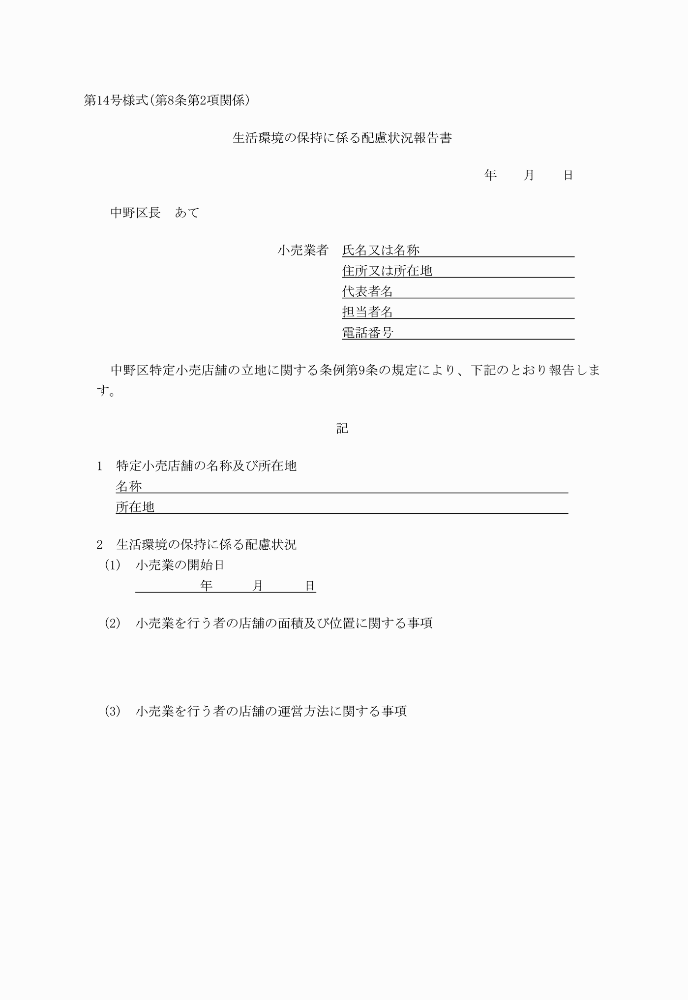 第14号様式(第8条第2項関係)
生活環境の保持に係る配慮状況報告書
年　　月　　日
中野区長　あて
小売業者　氏名又は名称
住所又は所在地
代表者名
担当者名
電話番号
中野区特定小売店舗の立地に関する条例第9条の規定により、下記のとおり報告しま
す。
記
1　特定小売店舗の名称及び所在地
名称
所在地
2　生活環境の保持に係る配慮状況
(1)　小売業の開始日
年　　　月　　　日
(2)　小売業を行う者の店舗の面積及び位置に関する事項
(3)　小売業を行う者の店舗の運営方法に関する事項